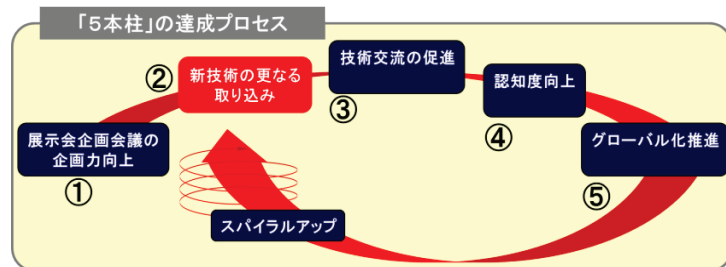 「5本柱」の達成プロセス
①
展示会企画会議の
企画力向上
②
新技術の更なる
取り込み
③
技術交流の促進
④
認知度向上
⑤
グローバル化推進
スパイラルアップ